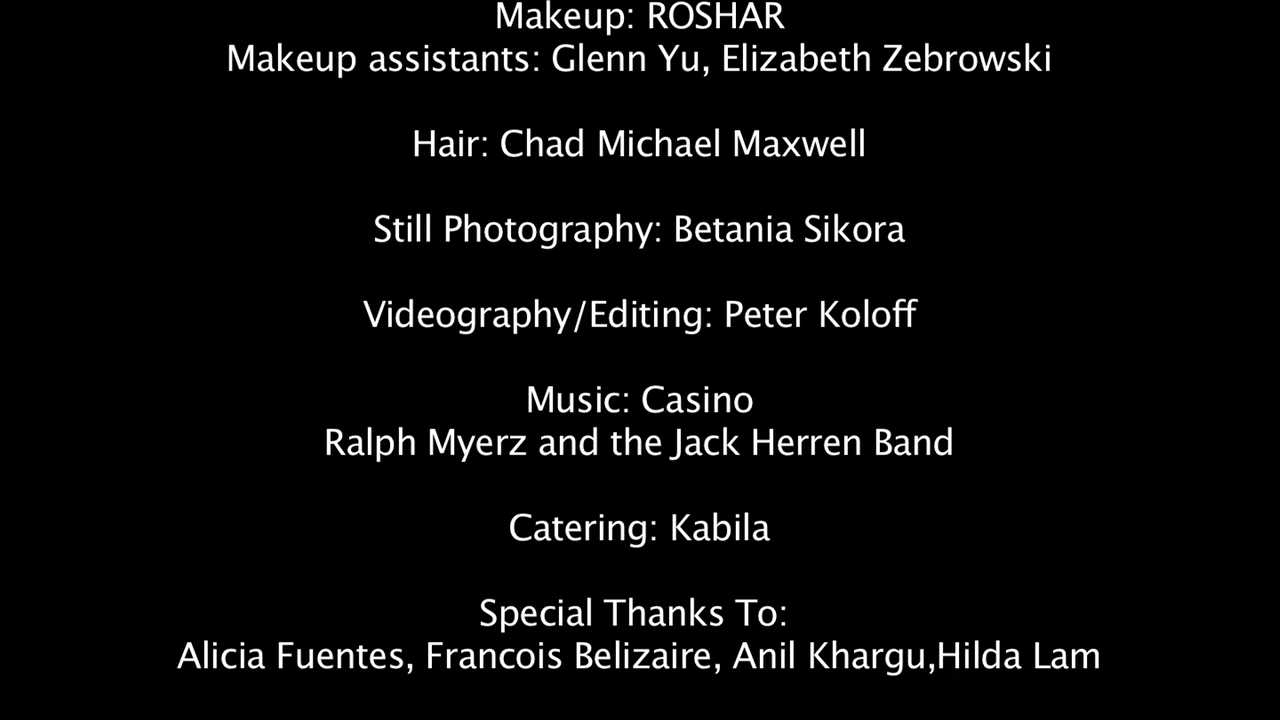 Makeup: ROSHAR
Makeup assistants: Glenn Yu, Elizabeth Zebrowski
Hair: Chad Michael Maxwell
Still Photography: Betania Sikora
Videography/Editing: Peter Koloff
Music: Casino
Ralph Myerz and the Jack Herren Band
Catering: Kabila
Special Thanks To:
Alicia Fuentes, Francois Belizaire, Anil Khargu,Hilda Lam